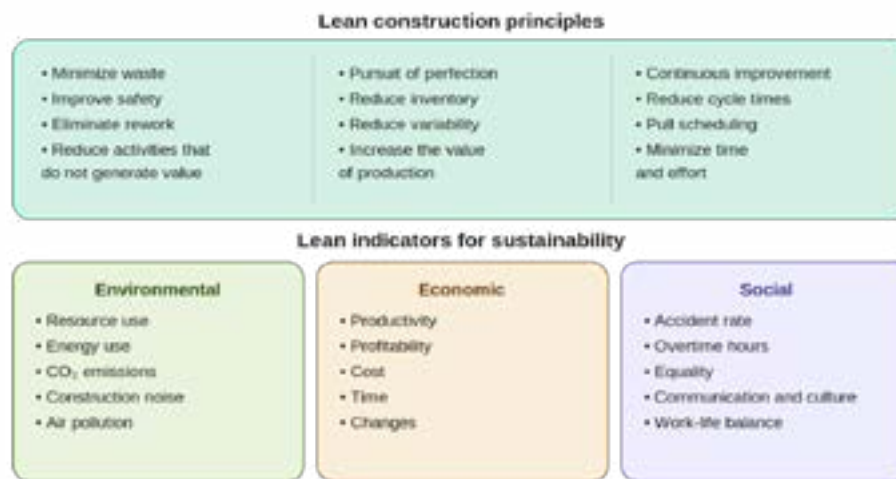 Lean construction principles
• Minimize waste
• Improve safety
• Eliminate rework
• Reduce activities that
do not generate value
• Pursuit of perfection
• Reduce inventory
• Reduce variability
• Increase the value
of production
• Continuous improvement
• Reduce cycle times
• Pull scheduling
• Minimize time
and effort
Lean indicators for sustainability
Environmental
• Resource use
• Energy use
• CO₂ emissions
• Construction noise
• Air pollution
Economic
• Productivity
• Profitability
• Cost
• Time
• Changes
Social
• Accident rate
• Overtime hours
• Equality
• Communication and culture
• Work-life balance